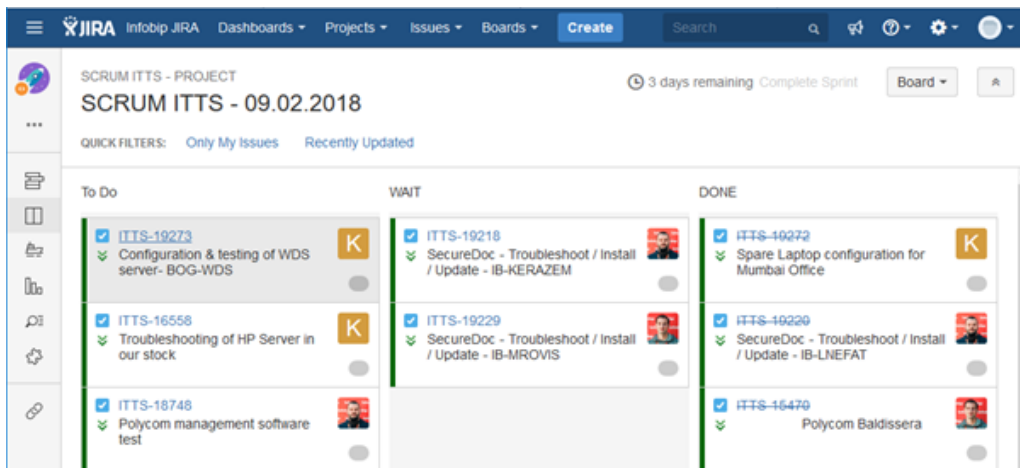 JIRA Infobip JIRA Dashboards Projects Issues Boards Create Search
SCRUM ITTS - PROJECT
3 days remaining Complete Sprint Board
SCRUM ITTS - 09.02.2018
QUICK FILTERS: Only My Issues Recently Updated
To Do
ITTS-19273
K
Configuration & testing of WDS
server- BOG-WDS
ITTS-16558
K
Troubleshooting of HP Server in
our stock
ITTS-18748
Polycom management software
test
WAIT
ITTS-19218
SecureDoc - Troubleshoot / Install
/ Update - IB-KERAZEM
ITTS-19229
SecureDoc - Troubleshoot / Install
/ Update - IB-MROVIS
DONE
ITTS-19272
K
Spare Laptop configuration for
Mumbai Office
ITTS-19220
SecureDoc - Troubleshoot / Install
/ Update - IB-LNEFAT
ITTS-15470
Polycom Baldissera